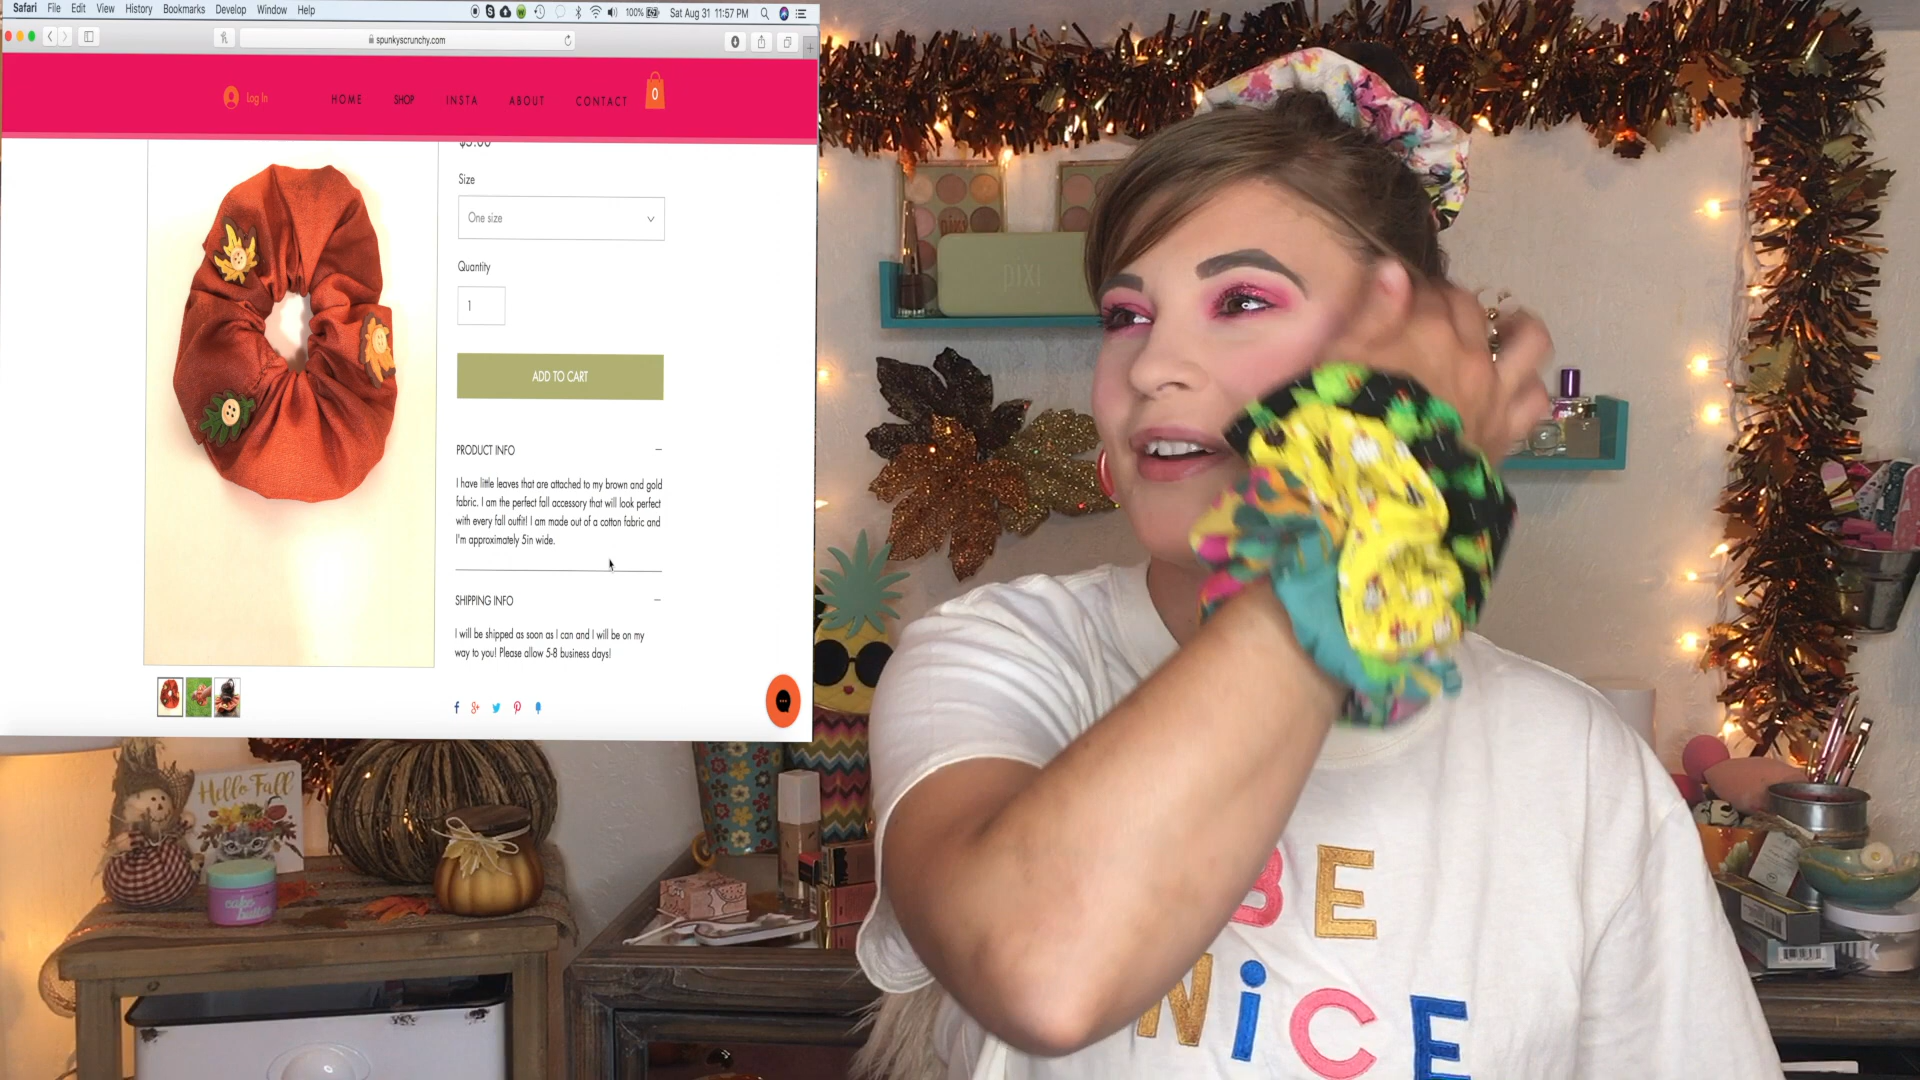 Safari File Edit View History Bookmarks Develop Window Help
100% Sat Aug 31 11:57 PM
spunkyscrunchy.com
Log In
HOME SHOP INSTA ABOUT CONTACT
0
Size
One size
Quantity
1
ADD TO CART
PRODUCT INFO
I have little leaves that are attached to my brown and gold
fabric. I am the perfect fall accessory that will look perfect
with every fall outfit! I am made out of a cotton fabric and
I'm approximately 5in wide.
SHIPPING INFO
I will be shipped as soon as I can and I will be on my
way to you! Please allow 5-8 business days!
pixi
Hello Fall
cake
butter
BE
NiCE